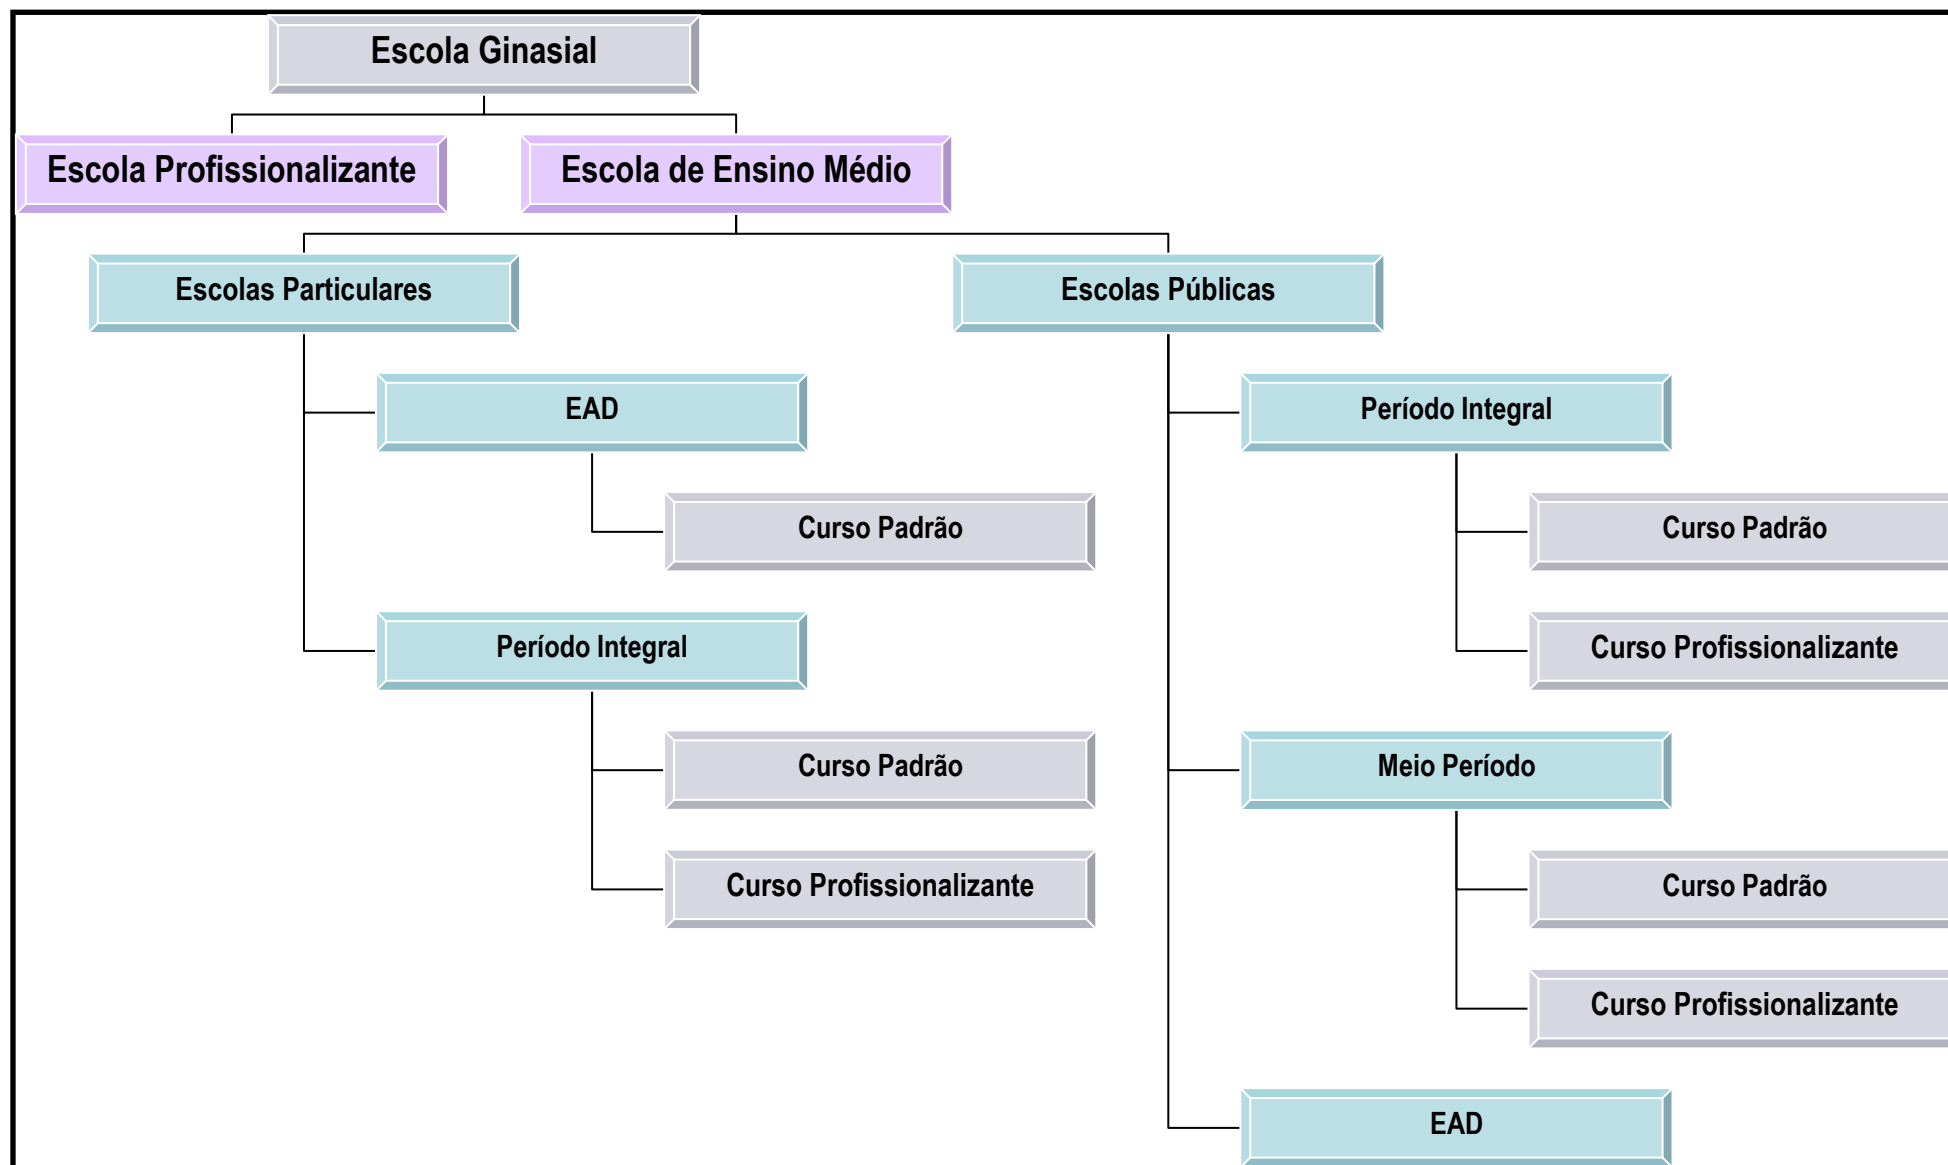 Escola Ginasial
Escola Profissionalizante
Escola de Ensino Médio
Escolas Particulares
Escolas Públicas
EAD
Período Integral
Curso Padrão
Curso Padrão
Período Integral
Curso Profissionalizante
Curso Padrão
Meio Período
Curso Profissionalizante
Curso Padrão
Curso Profissionalizante
EAD